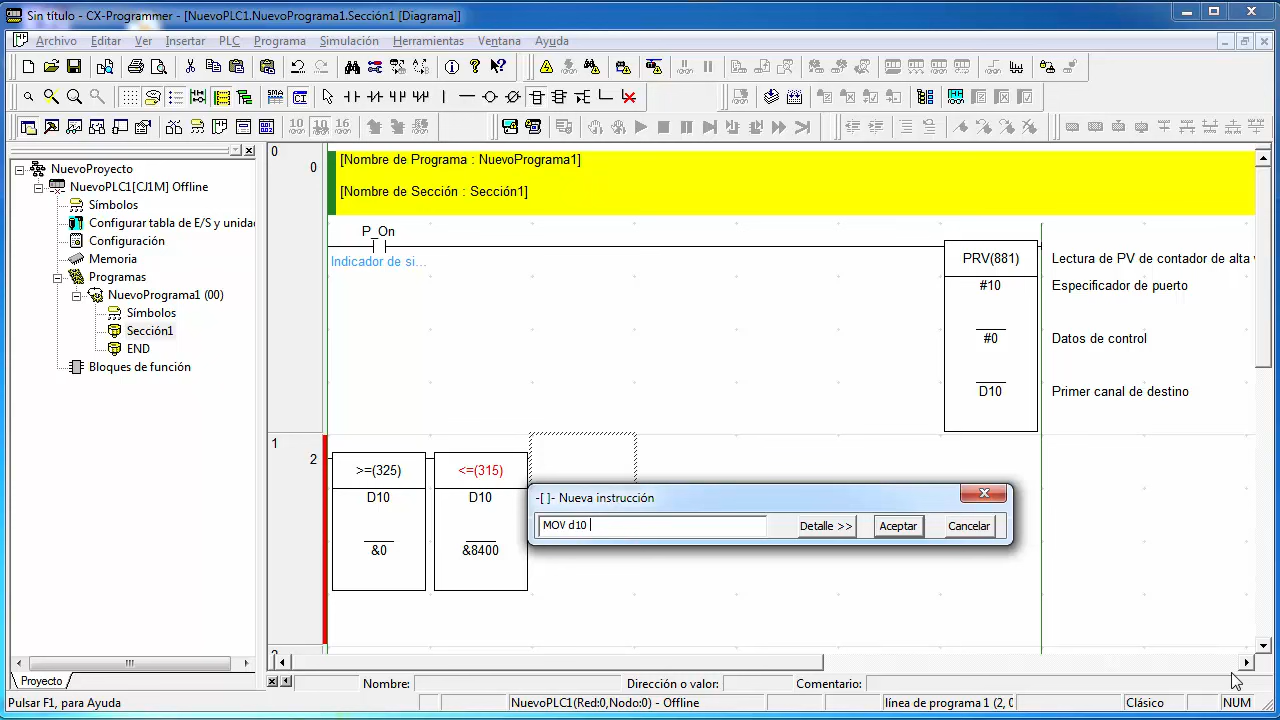 Sin título - CX-Programmer - [NuevoPLC1.NuevoPrograma1.Sección1 [Diagrama]]
Archivo Editar Ver Insertar PLC Programa Simulación Herramientas Ventana Ayuda
10 10 16
NuevoProyecto
NuevoPLC1[CJ1M] Offline
Símbolos
Configurar tabla de E/S y unidac
Configuración
Memoria
Programas
NuevoPrograma1 (00)
Símbolos
Sección1
END
Bloques de función
Proyecto
0
0
[Nombre de Programa : NuevoPrograma1]
[Nombre de Sección : Sección1]
P_On
Indicador de si...
PRV(881)
Lectura de PV de contador de alta v
#10
Especificador de puerto
#0
Datos de control
D10
Primer canal de destino
1
2
>=(325)
D10
&0
<=(315)
D10
&8400
-[ ]- Nueva instrucción
MOV d10
Detalle >>
Aceptar
Cancelar
Nombre:
Dirección o valor:
Comentario:
Pulsar F1, para Ayuda
NuevoPLC1(Red:0,Nodo:0) - Offline
línea de programa 1 (2, 0
Clásico
NUM